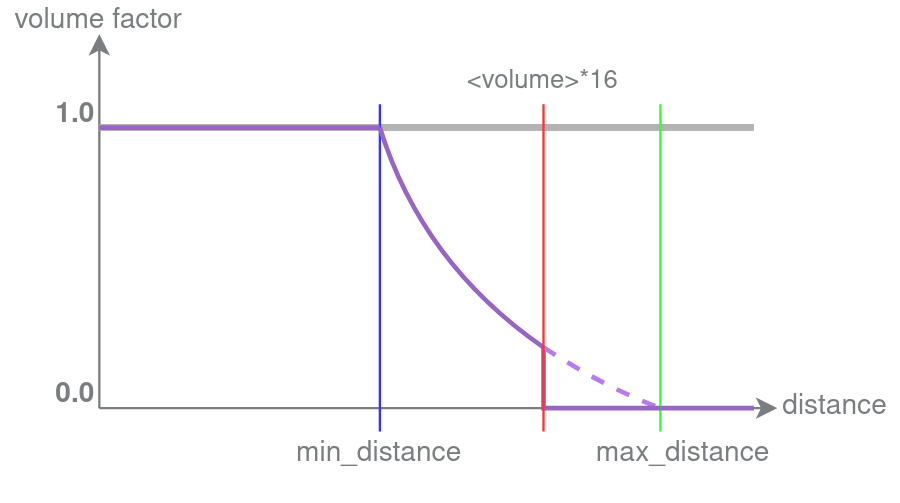 volume factor
<volume>*16
1.0
0.0
distance
min_distance
max_distance